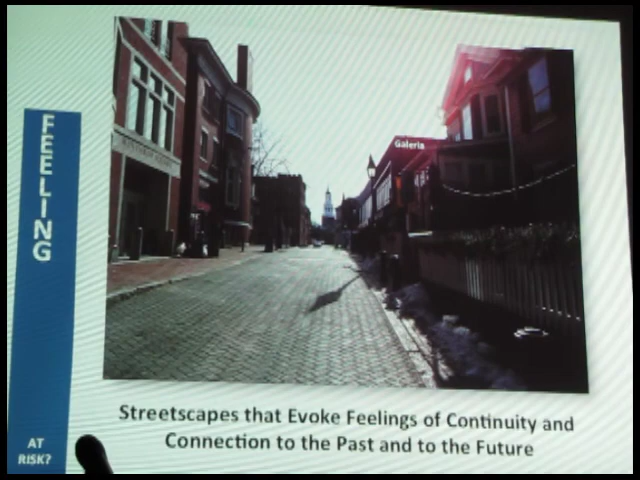 FEELING
Galeria
Streetscapes that Evoke Feelings of Continuity and
Connection to the Past and to the Future
AT
RISK?